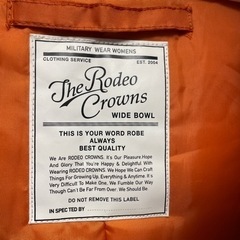 MILITARY WEAR WOMENS
CLOTHING SERVICE EST. 2004
The Rodeo
Crowns
WIDE BOWL
THIS IS YOUR WORD ROBE
ALWAYS
BEST QUALITY
We Are RODEO CROWNS. It's Our Pleasure.Hope
And Glory That You're Happy & Delightful With
Wearing RODEO CROWNS. We Hope We Can Craft
Things For Growing Up, Everything & Anytime. It's
Very Difficult To Make One. We Fumble Our Way
Though Can't Be Far From Over. We Should Be.
DO NOT REMOVE THIS LABEL
IN SPECTED BY